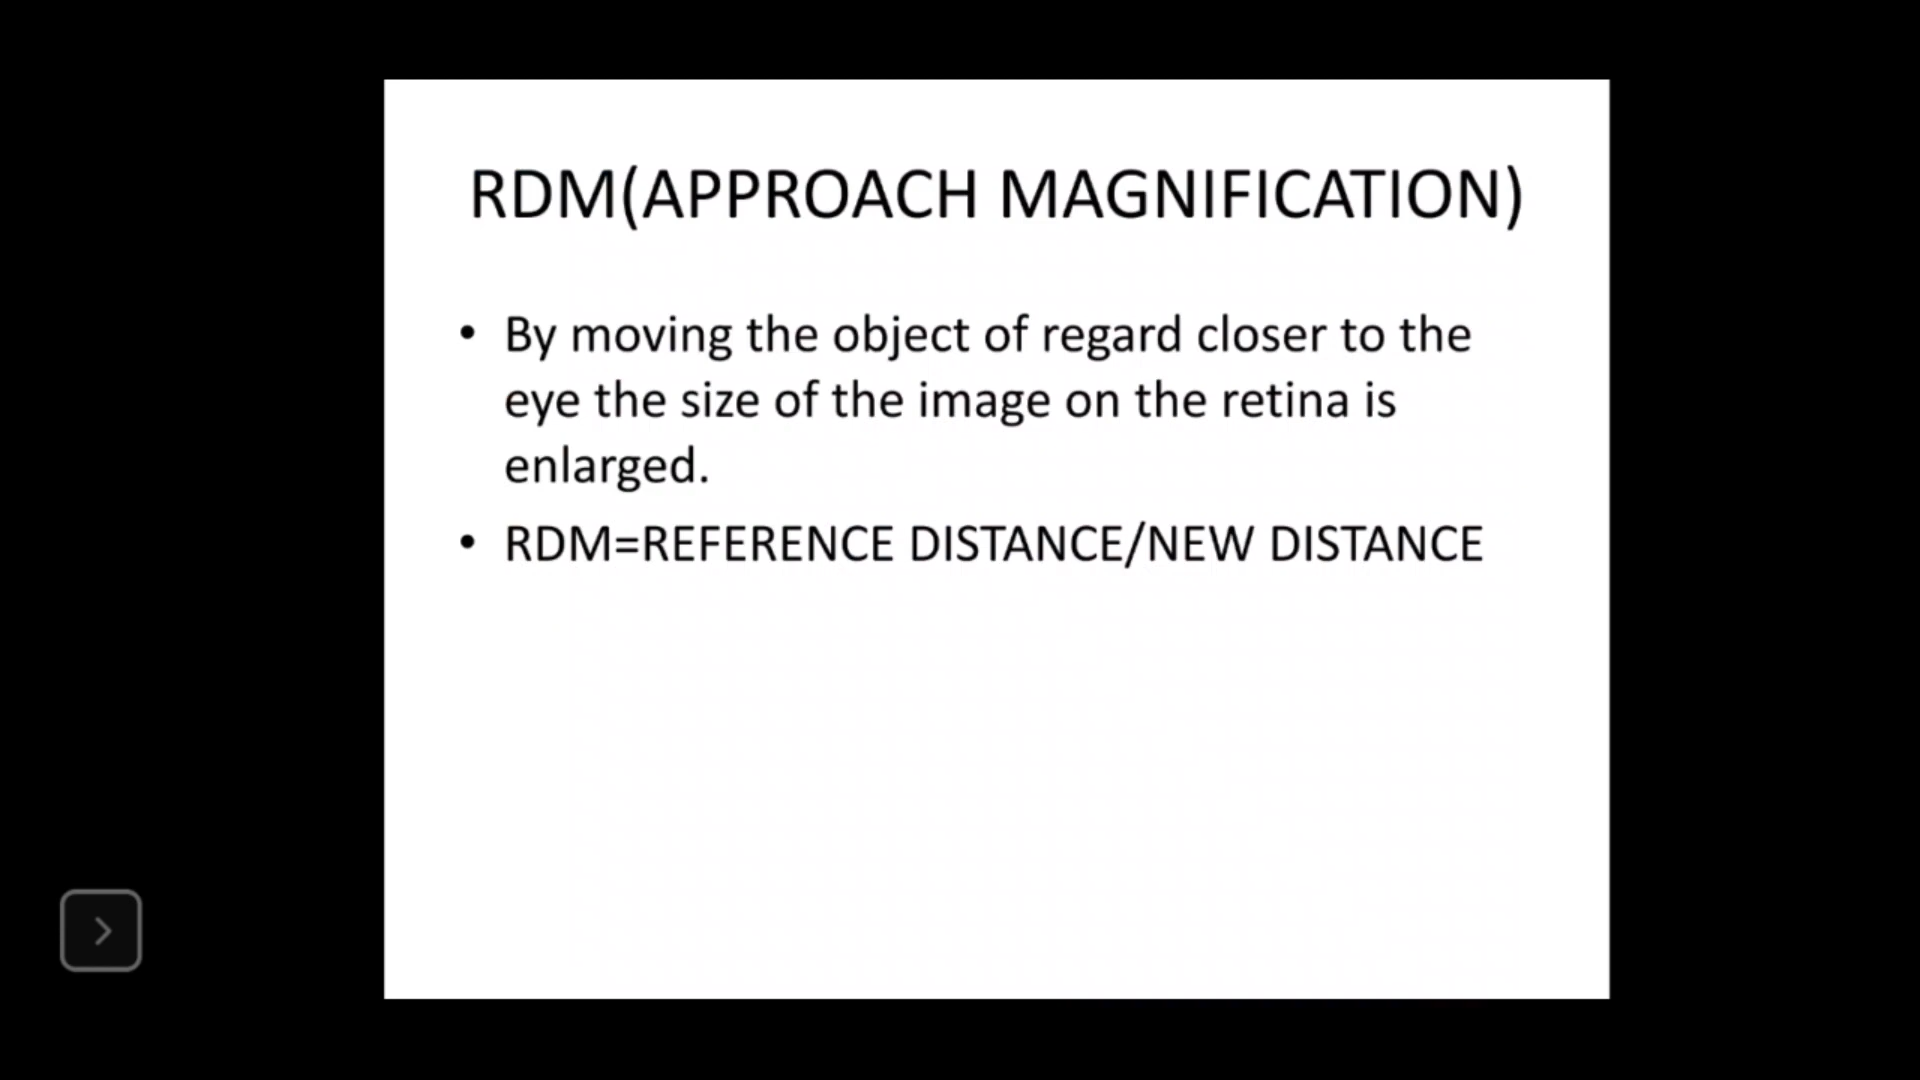 RDM(APPROACH MAGNIFICATION)
• By moving the object of regard closer to the
eye the size of the image on the retina is
enlarged.
• RDM=REFERENCE DISTANCE/NEW DISTANCE